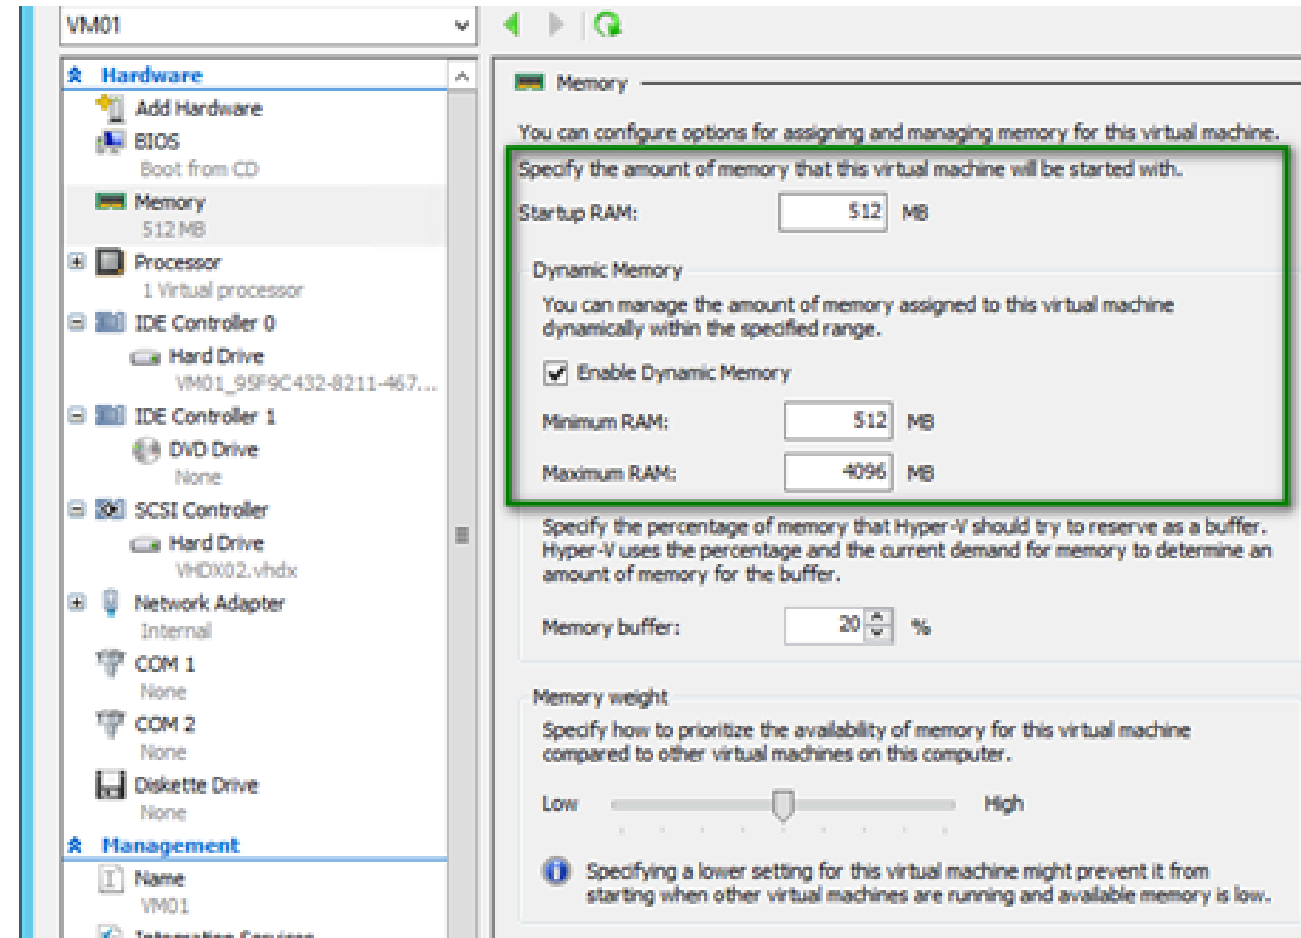 VM01
Hardware
Add Hardware
BIOS
Boot from CD
Memory
512 MB
Processor
1 Virtual processor
IDE Controller 0
Hard Drive
VM01_95F9C432-8211-467...
IDE Controller 1
DVD Drive
None
SCSI Controller
Hard Drive
VHDX02.vhdx
Network Adapter
Internal
COM 1
None
COM 2
None
Diskette Drive
None
Management
Name
VM01
Integration Services
Memory
You can configure options for assigning and managing memory for this virtual machine.
Specify the amount of memory that this virtual machine will be started with.
Startup RAM: 512 MB
Dynamic Memory
You can manage the amount of memory assigned to this virtual machine
dynamically within the specified range.
Enable Dynamic Memory
Minimum RAM: 512 MB
Maximum RAM: 4096 MB
Specify the percentage of memory that Hyper-V should try to reserve as a buffer.
Hyper-V uses the percentage and the current demand for memory to determine an
amount of memory for the buffer.
Memory buffer: 20 %
Memory weight
Specify how to prioritize the availability of memory for this virtual machine
compared to other virtual machines on this computer.
Low High
Specifying a lower setting for this virtual machine might prevent it from
starting when other virtual machines are running and available memory is low.